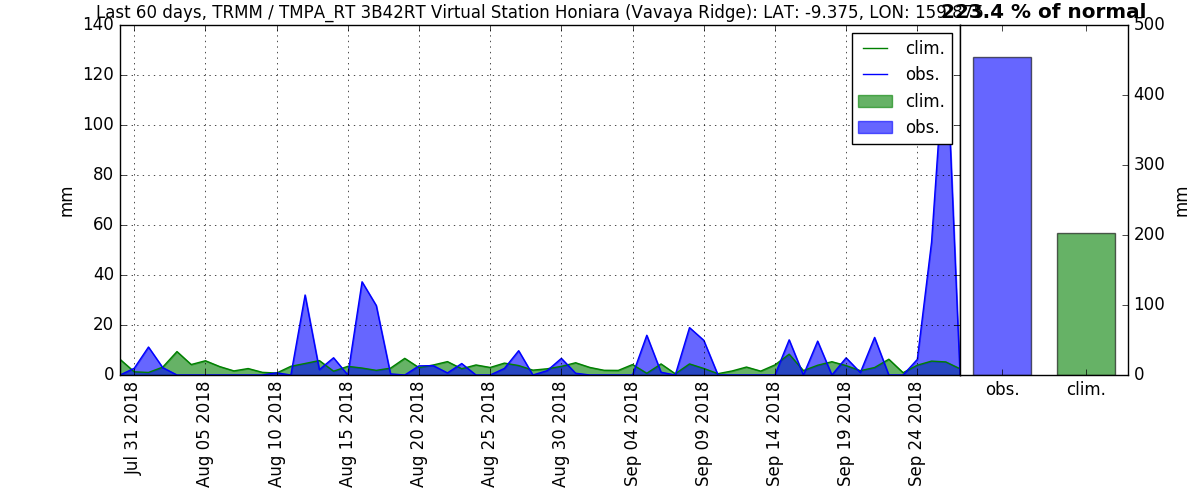 Last 60 days, TRMM / TMPA_RT 3B42RT Virtual Station Honiara (Vavaya Ridge): LAT: -9.375, LON:
223.4 % of normal
140
120
100
80
60
40
20
0
mm
clim.
obs.
clim.
obs.
500
400
300
200
100
0
mm
obs.
clim.
Jul 31 2018
Aug 05 2018
Aug 10 2018
Aug 15 2018
Aug 20 2018
Aug 25 2018
Aug 30 2018
Sep 04 2018
Sep 09 2018
Sep 14 2018
Sep 19 2018
Sep 24 2018